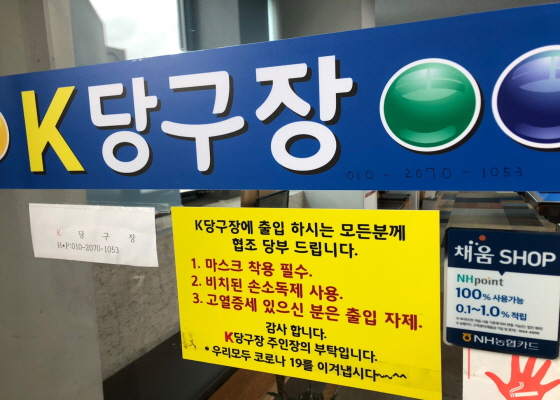 K당구장
010-2070-1053
K 당 구 장
H•P:010-2070-1053
K당구장에 출입 하시는 모든분께
협조 당부 드립니다.
1. 마스크 착용 필수.
2. 비치된 손소독제 사용.
3. 고열증세 있으신 분은 출입 자제.
감사 합니다.
K당구장 주인장의 부탁입니다.
* 우리모두 코로나 19를 이겨냅시다~~~
채움 SHOP
NHpoint
100% 사용가능
0.1~1.0% 적립
NH농협카드